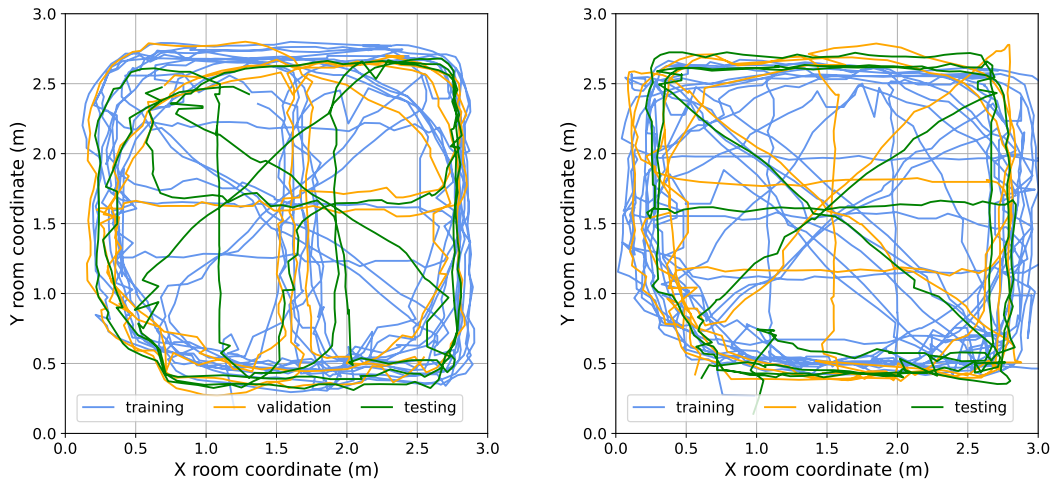 3.0
2.5
2.0
1.5
1.0
0.5
0.0
Y room coordinate (m)
training validation testing
0.0 0.5 1.0 1.5 2.0 2.5 3.0
X room coordinate (m)
3.0
2.5
2.0
1.5
1.0
0.5
0.0
Y room coordinate (m)
training validation testing
0.0 0.5 1.0 1.5 2.0 2.5 3.0
X room coordinate (m)